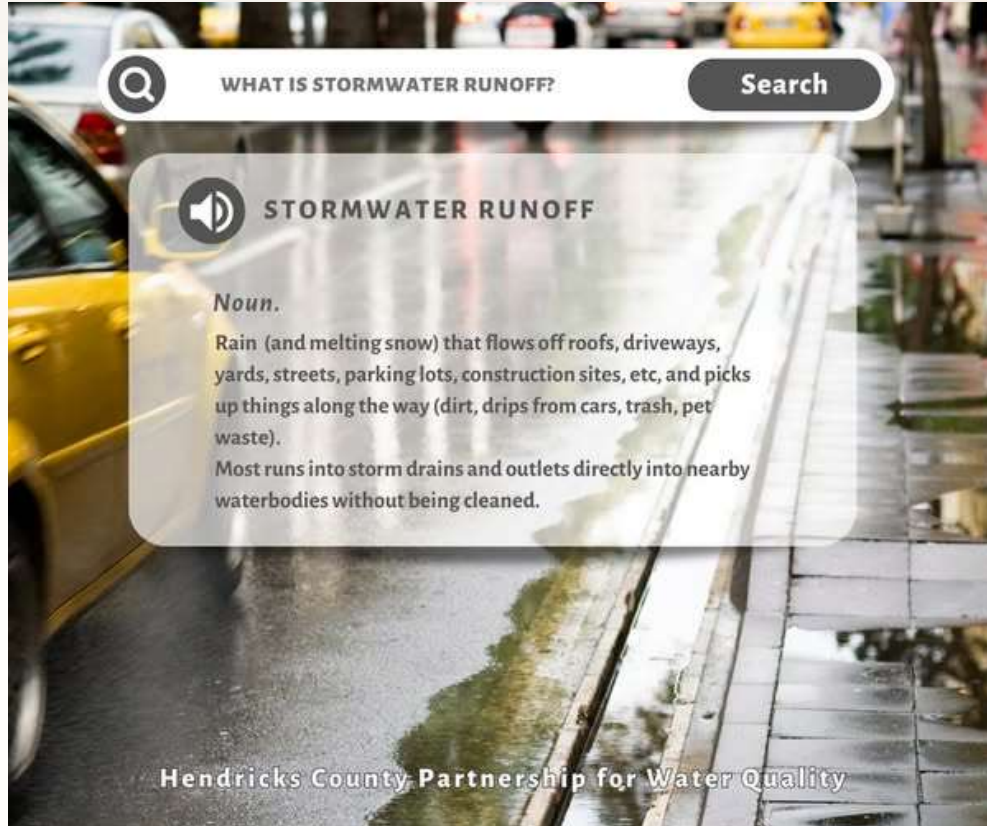 WHAT IS STORMWATER RUNOFF?
Search
STORMWATER RUNOFF
Noun.
Rain (and melting snow) that flows off roofs, driveways,
yards, streets, parking lots, construction sites, etc, and picks
up things along the way (dirt, drips from cars, trash, pet
waste).
Most runs into storm drains and outlets directly into nearby
waterbodies without being cleaned.
Hendricks County Partnership for Water Quality